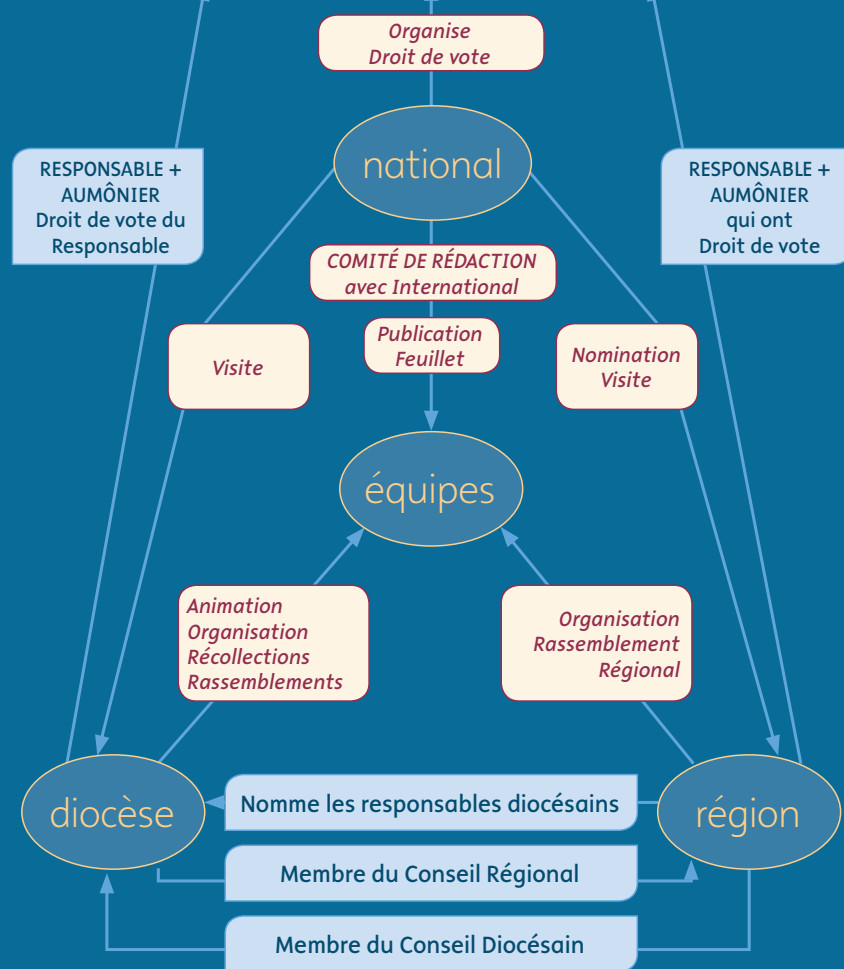 Organise
Droit de vote
national
RESPONSABLE +
AUMÔNIER
Droit de vote du
Responsable
RESPONSABLE +
AUMÔNIER
qui ont
Droit de vote
COMITÉ DE RÉDACTION
avec International
Publication
Feuillet
Visite
Nomination
Visite
équipes
Animation
Organisation
Récollections
Rassemblements
Organisation
Rassemblement
Régional
diocèse
Nomme les responsables diocésains
région
Membre du Conseil Régional
Membre du Conseil Diocésain